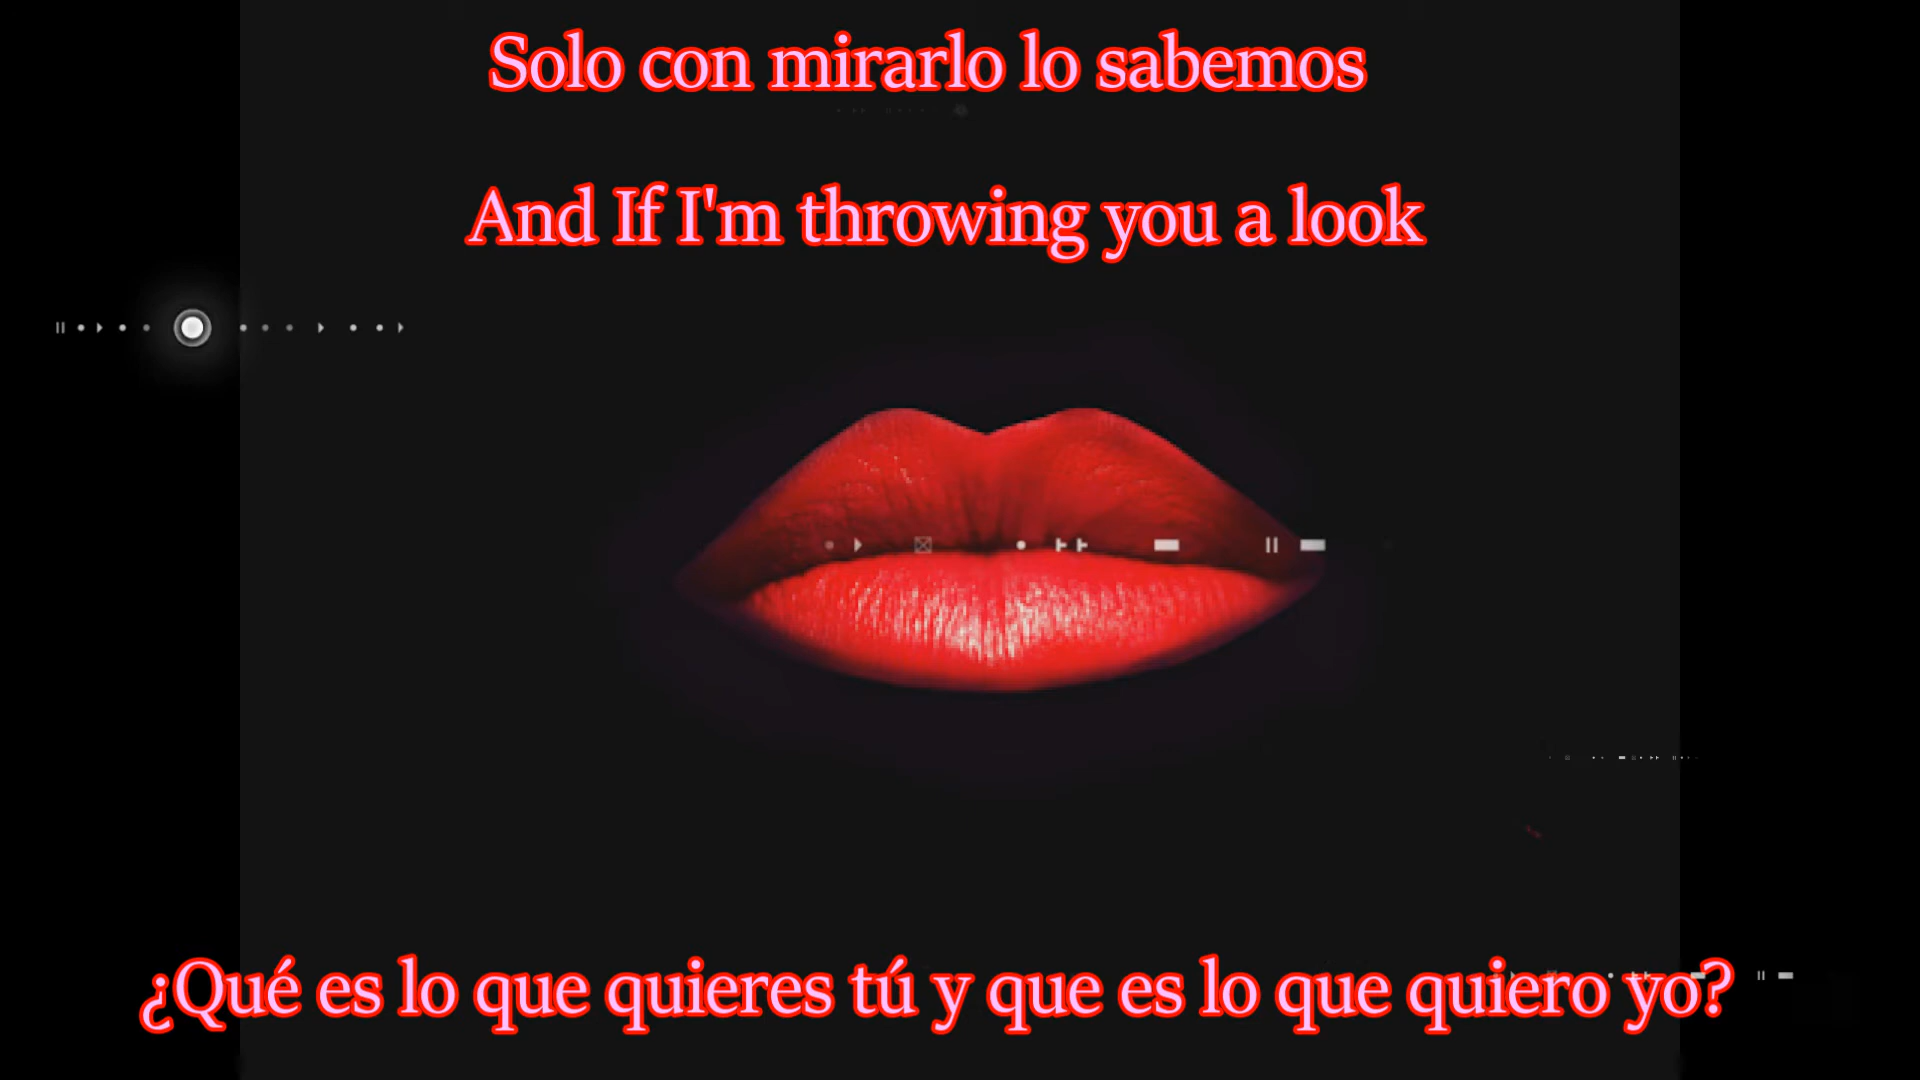 Solo con mirarlo lo sabemos
And If I'm throwing you a look
¿Qué es lo que quieres tú y que es lo que quiero yo?